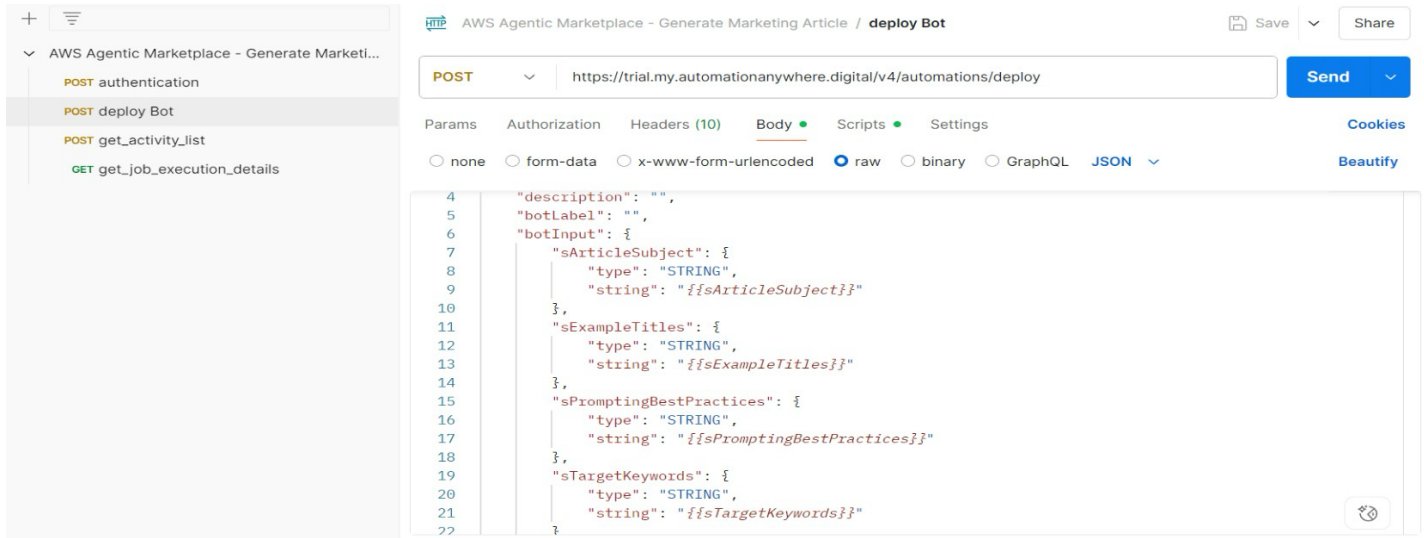 AWS Agentic Marketplace - Generate Marketi...
POST authentication
POST deploy Bot
POST get_activity_list
GET get_job_execution_details
HTTP AWS Agentic Marketplace - Generate Marketing Article / deploy Bot
Save
Share
POST https://trial.my.automationanywhere.digital/v4/automations/deploy
Send
Params Authorization Headers (10) Body Scripts Settings Cookies
none form-data x-www-form-urlencoded raw binary GraphQL JSON Beautify
4 "description": "",
5 "botLabel": "",
6 "botInput": {
7 "sArticleSubject": {
8 "type": "STRING",
9 "string": "{{sArticleSubject}}"
10 },
11 "sExampleTitles": {
12 "type": "STRING",
13 "string": "{{sExampleTitles}}"
14 },
15 "sPromptingBestPractices": {
16 "type": "STRING",
17 "string": "{{sPromptingBestPractices}}"
18 },
19 "sTargetKeywords": {
20 "type": "STRING",
21 "string": "{{sTargetKeywords}}"
22 }